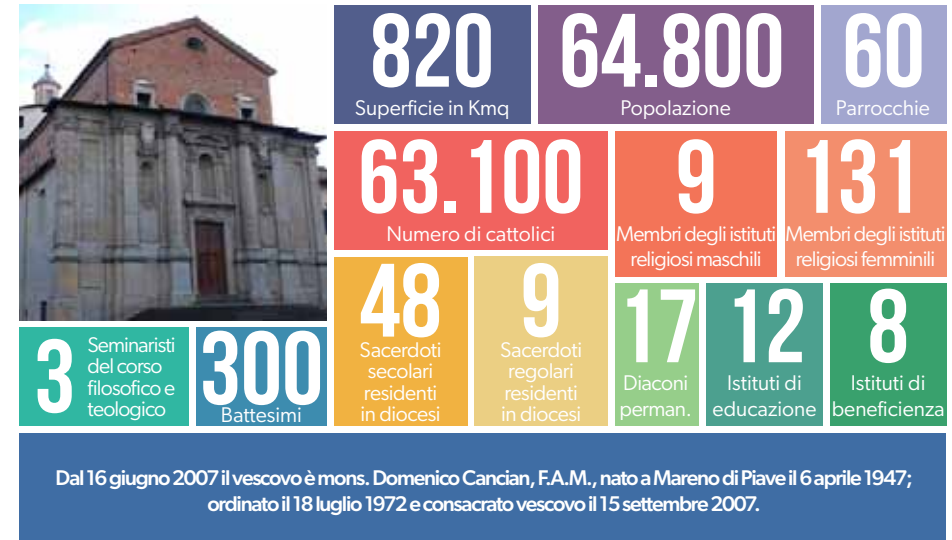 820
Superficie in Kmq
64.800
Popolazione
60
Parrocchie
63.100
Numero di cattolici
9
Membri degli istituti
religiosi maschili
131
Membri degli istituti
religiosi femminili
48
Sacerdoti
secolari
residenti
in diocesi
9
Sacerdoti
regolari
residenti
in diocesi
17
Diaconi
perman.
12
Istituti di
educazione
8
Istituti di
beneficienza
3
Seminaristi
del corso
filosofico e
teologico
300
Battesimi
Dal 16 giugno 2007 il vescovo è mons. Domenico Cancian, F.A.M., nato a Mareno di Piave il 6 aprile 1947;
ordinato il 18 luglio 1972 e consacrato vescovo il 15 settembre 2007.